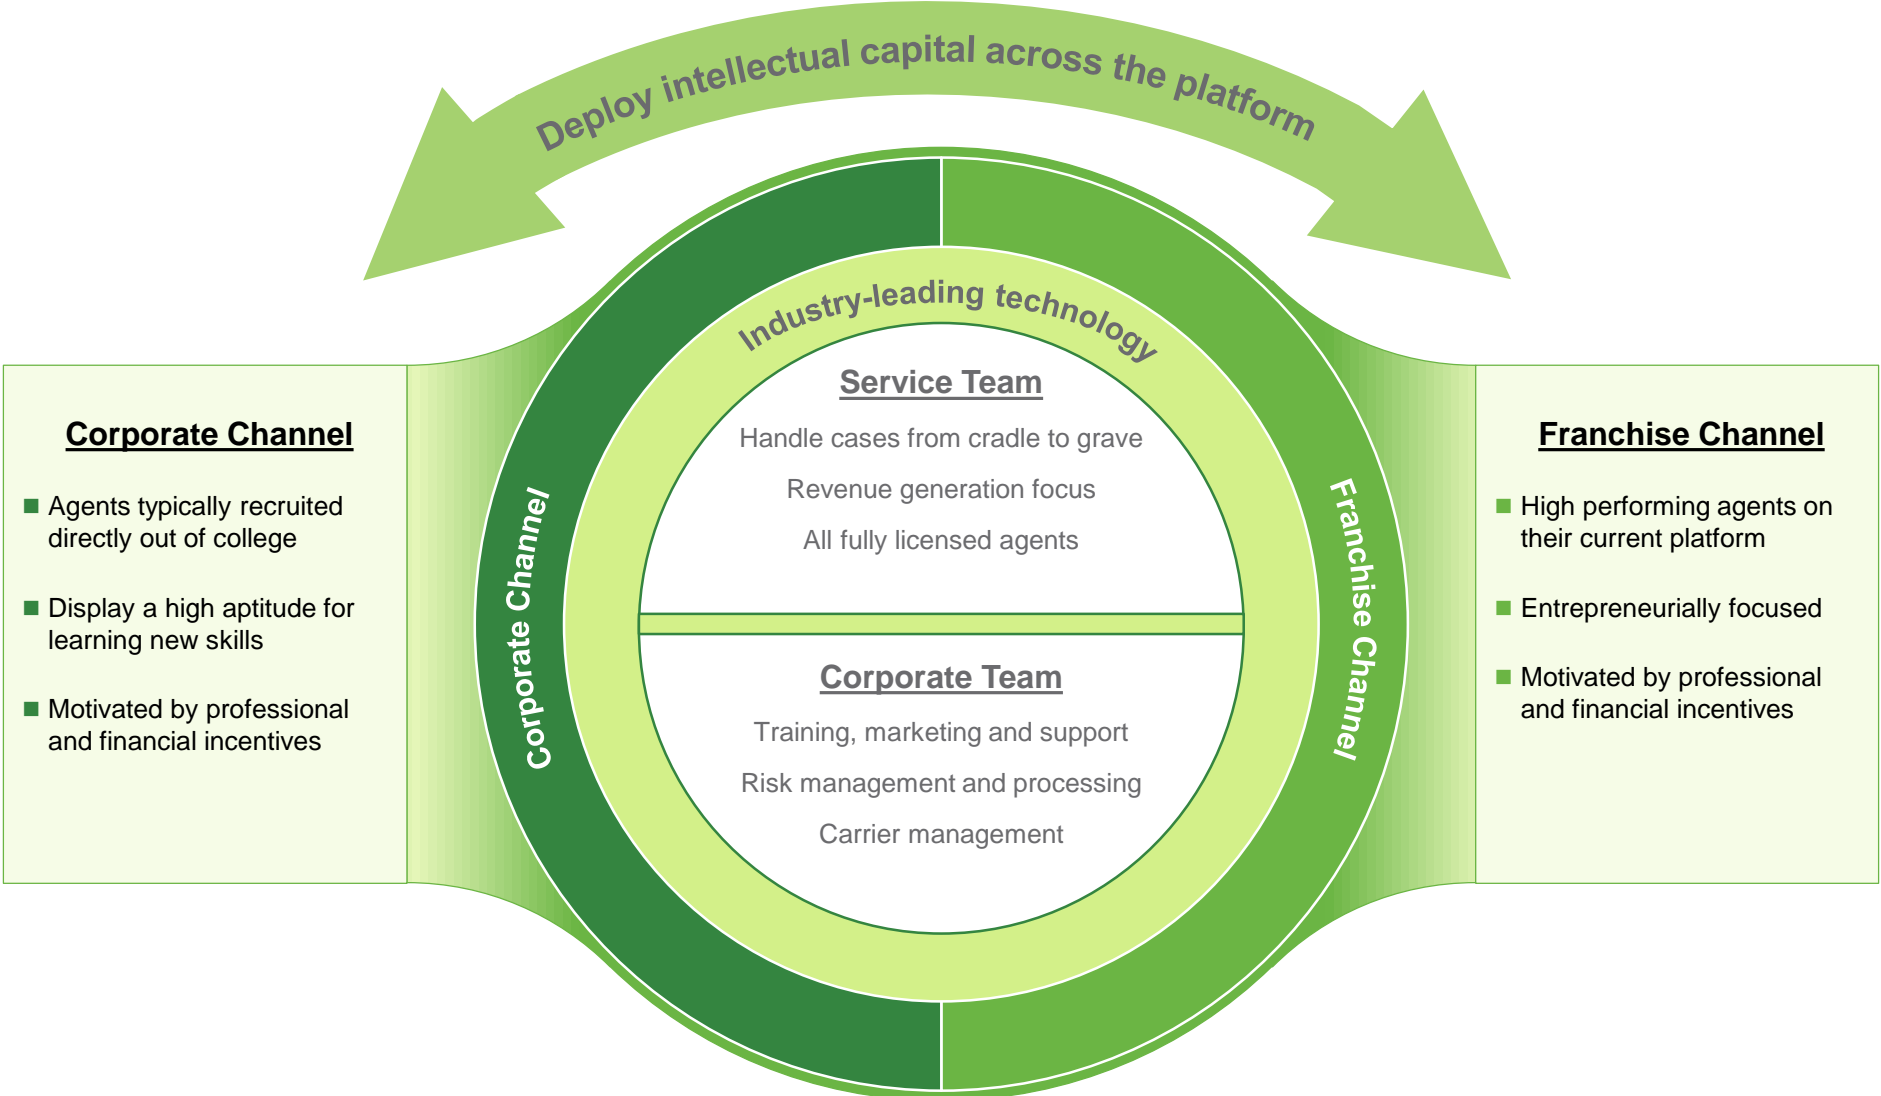 Deploy intellectual capital across the platform
Industry-leading technology
Corporate Channel
Franchise Channel
Service Team
Handle cases from cradle to grave
Revenue generation focus
All fully licensed agents
Corporate Team
Training, marketing and support
Risk management and processing
Carrier management
Corporate Channel
Agents typically recruited
directly out of college
Display a high aptitude for
learning new skills
Motivated by professional
and financial incentives
Franchise Channel
High performing agents on
their current platform
Entrepreneurially focused
Motivated by professional
and financial incentives